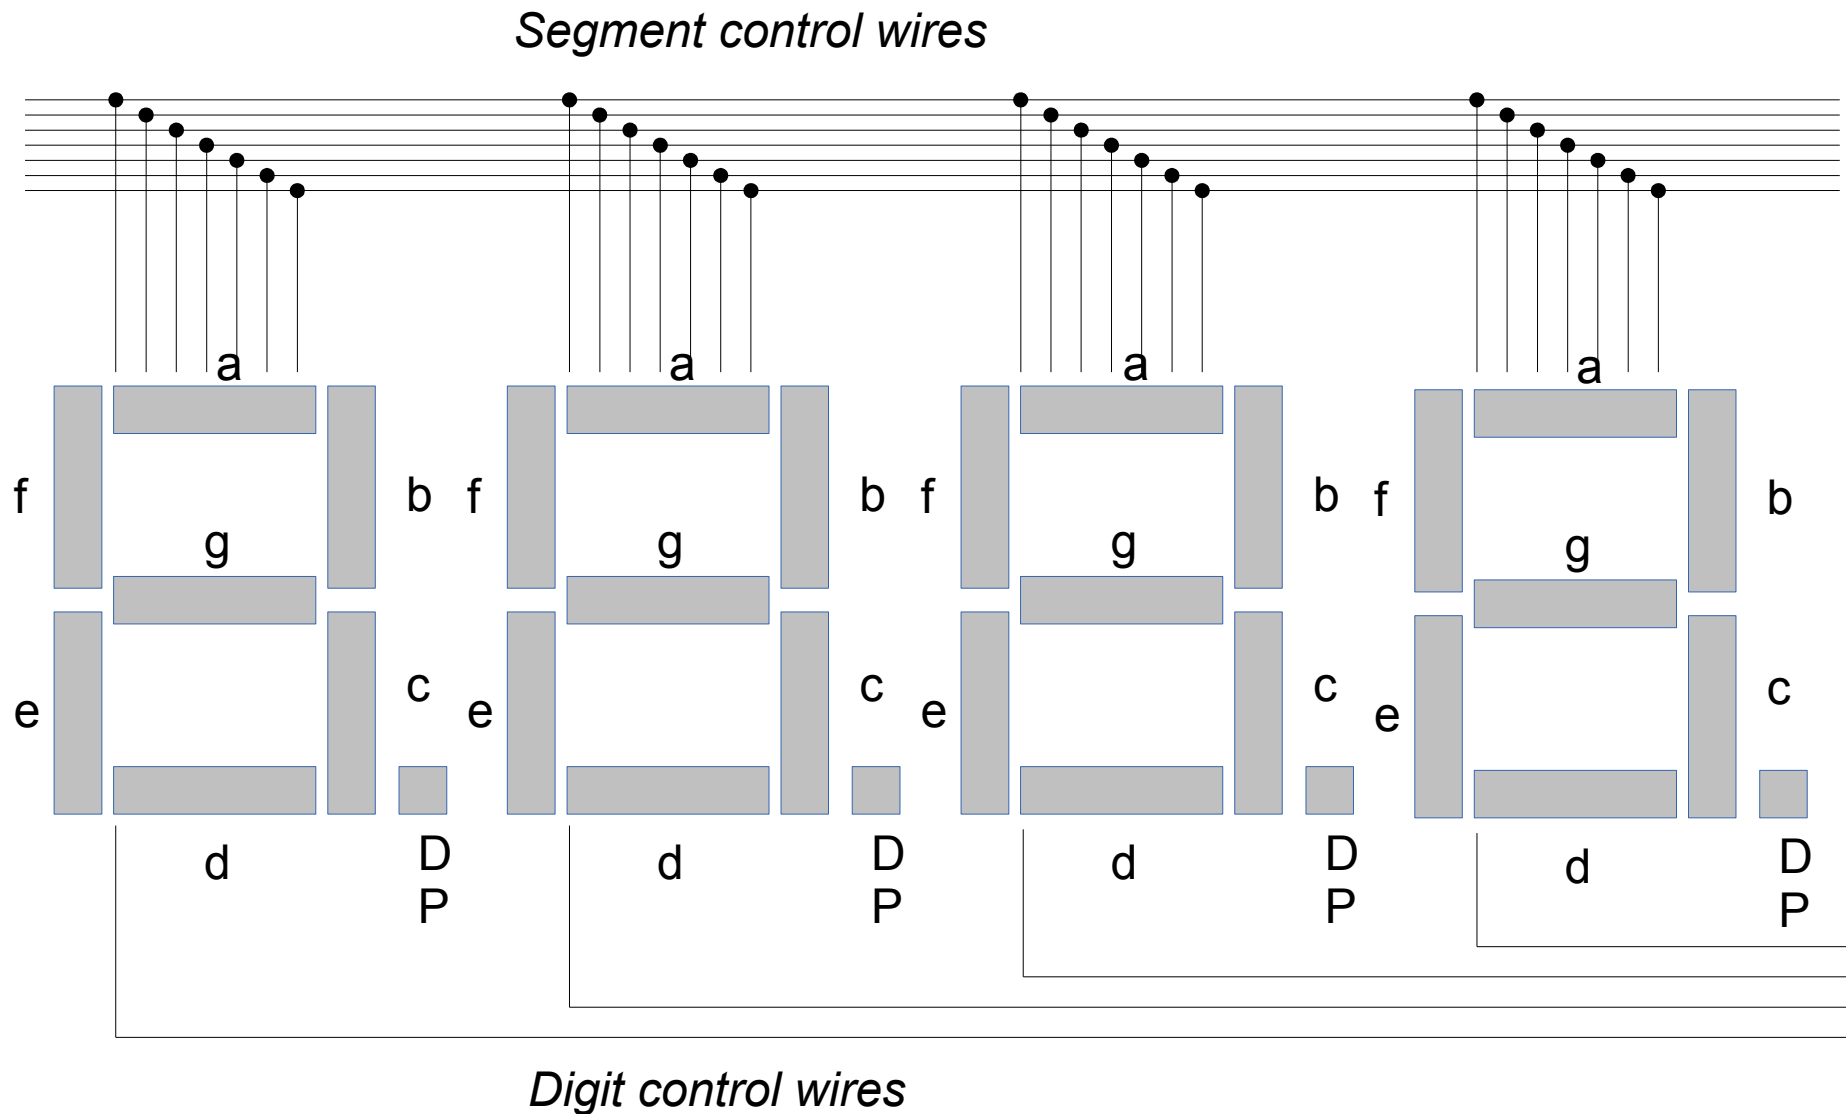 Segment control wires
a a a a
f b f b f b f b
g g g g
c c c c
e e e e
d D d D d D d D
P P P P
Digit control wires